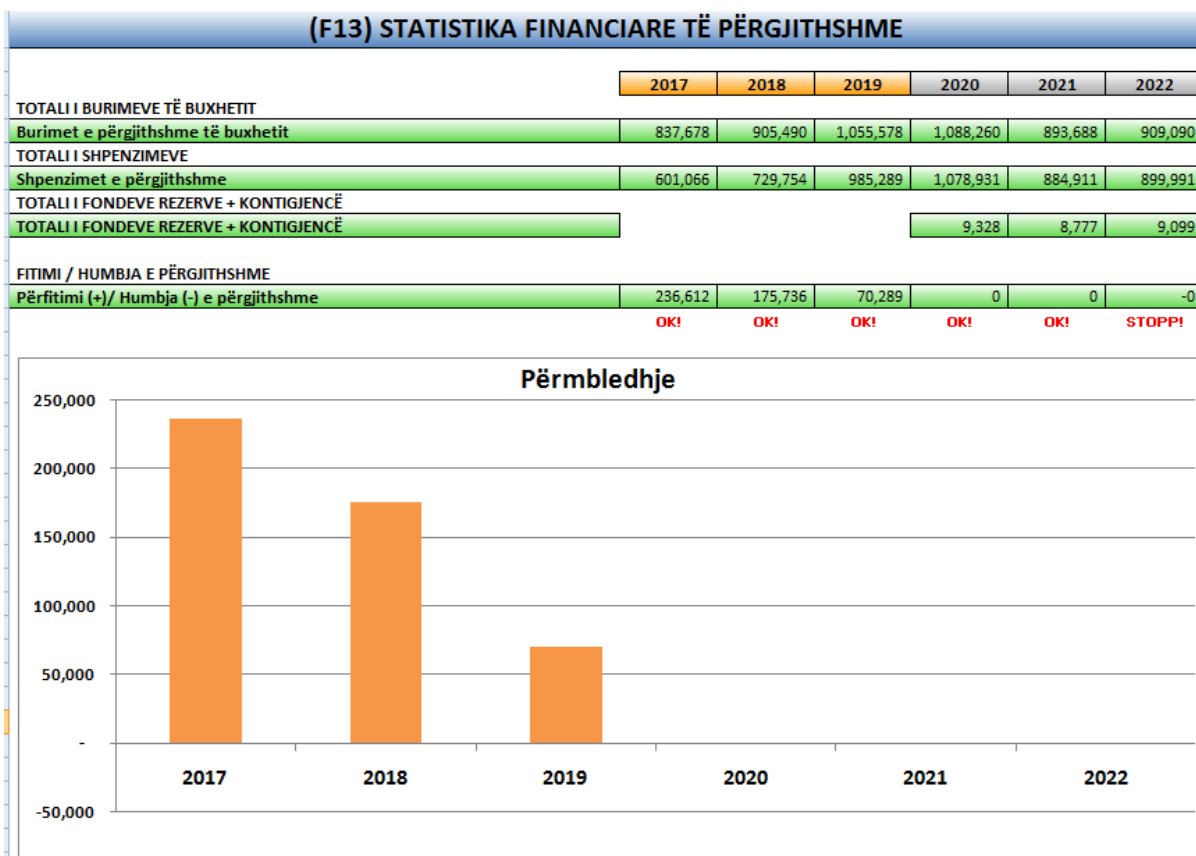 (F13) STATISTIKA FINANCIARE TË PËRGJITHSHME
2017 2018 2019 2020 2021 2022
TOTALI I BURIMEVE TË BUXHETIT
Burimet e përgjithshme të buxhetit 837,678 905,490 1,055,578 1,088,260 893,688 909,090
TOTALI I SHPENZIMEVE
Shpenzimet e përgjithshme 601,066 729,754 985,289 1,078,931 884,911 899,991
TOTALI I FONDEVE REZERVE + KONTIGJENCË
TOTALI I FONDEVE REZERVE + KONTIGJENCË 9,328 8,777 9,099
FITIMI / HUMBJA E PËRGJITHSHME
Përfitimi (+)/ Humbja (-) e përgjithshme 236,612 175,736 70,289 0 0 -0
OK! OK! OK! OK! OK! STOPP!
Përmbledhje
250,000
200,000
150,000
100,000
50,000
-
2017 2018 2019 2020 2021 2022
-50,000